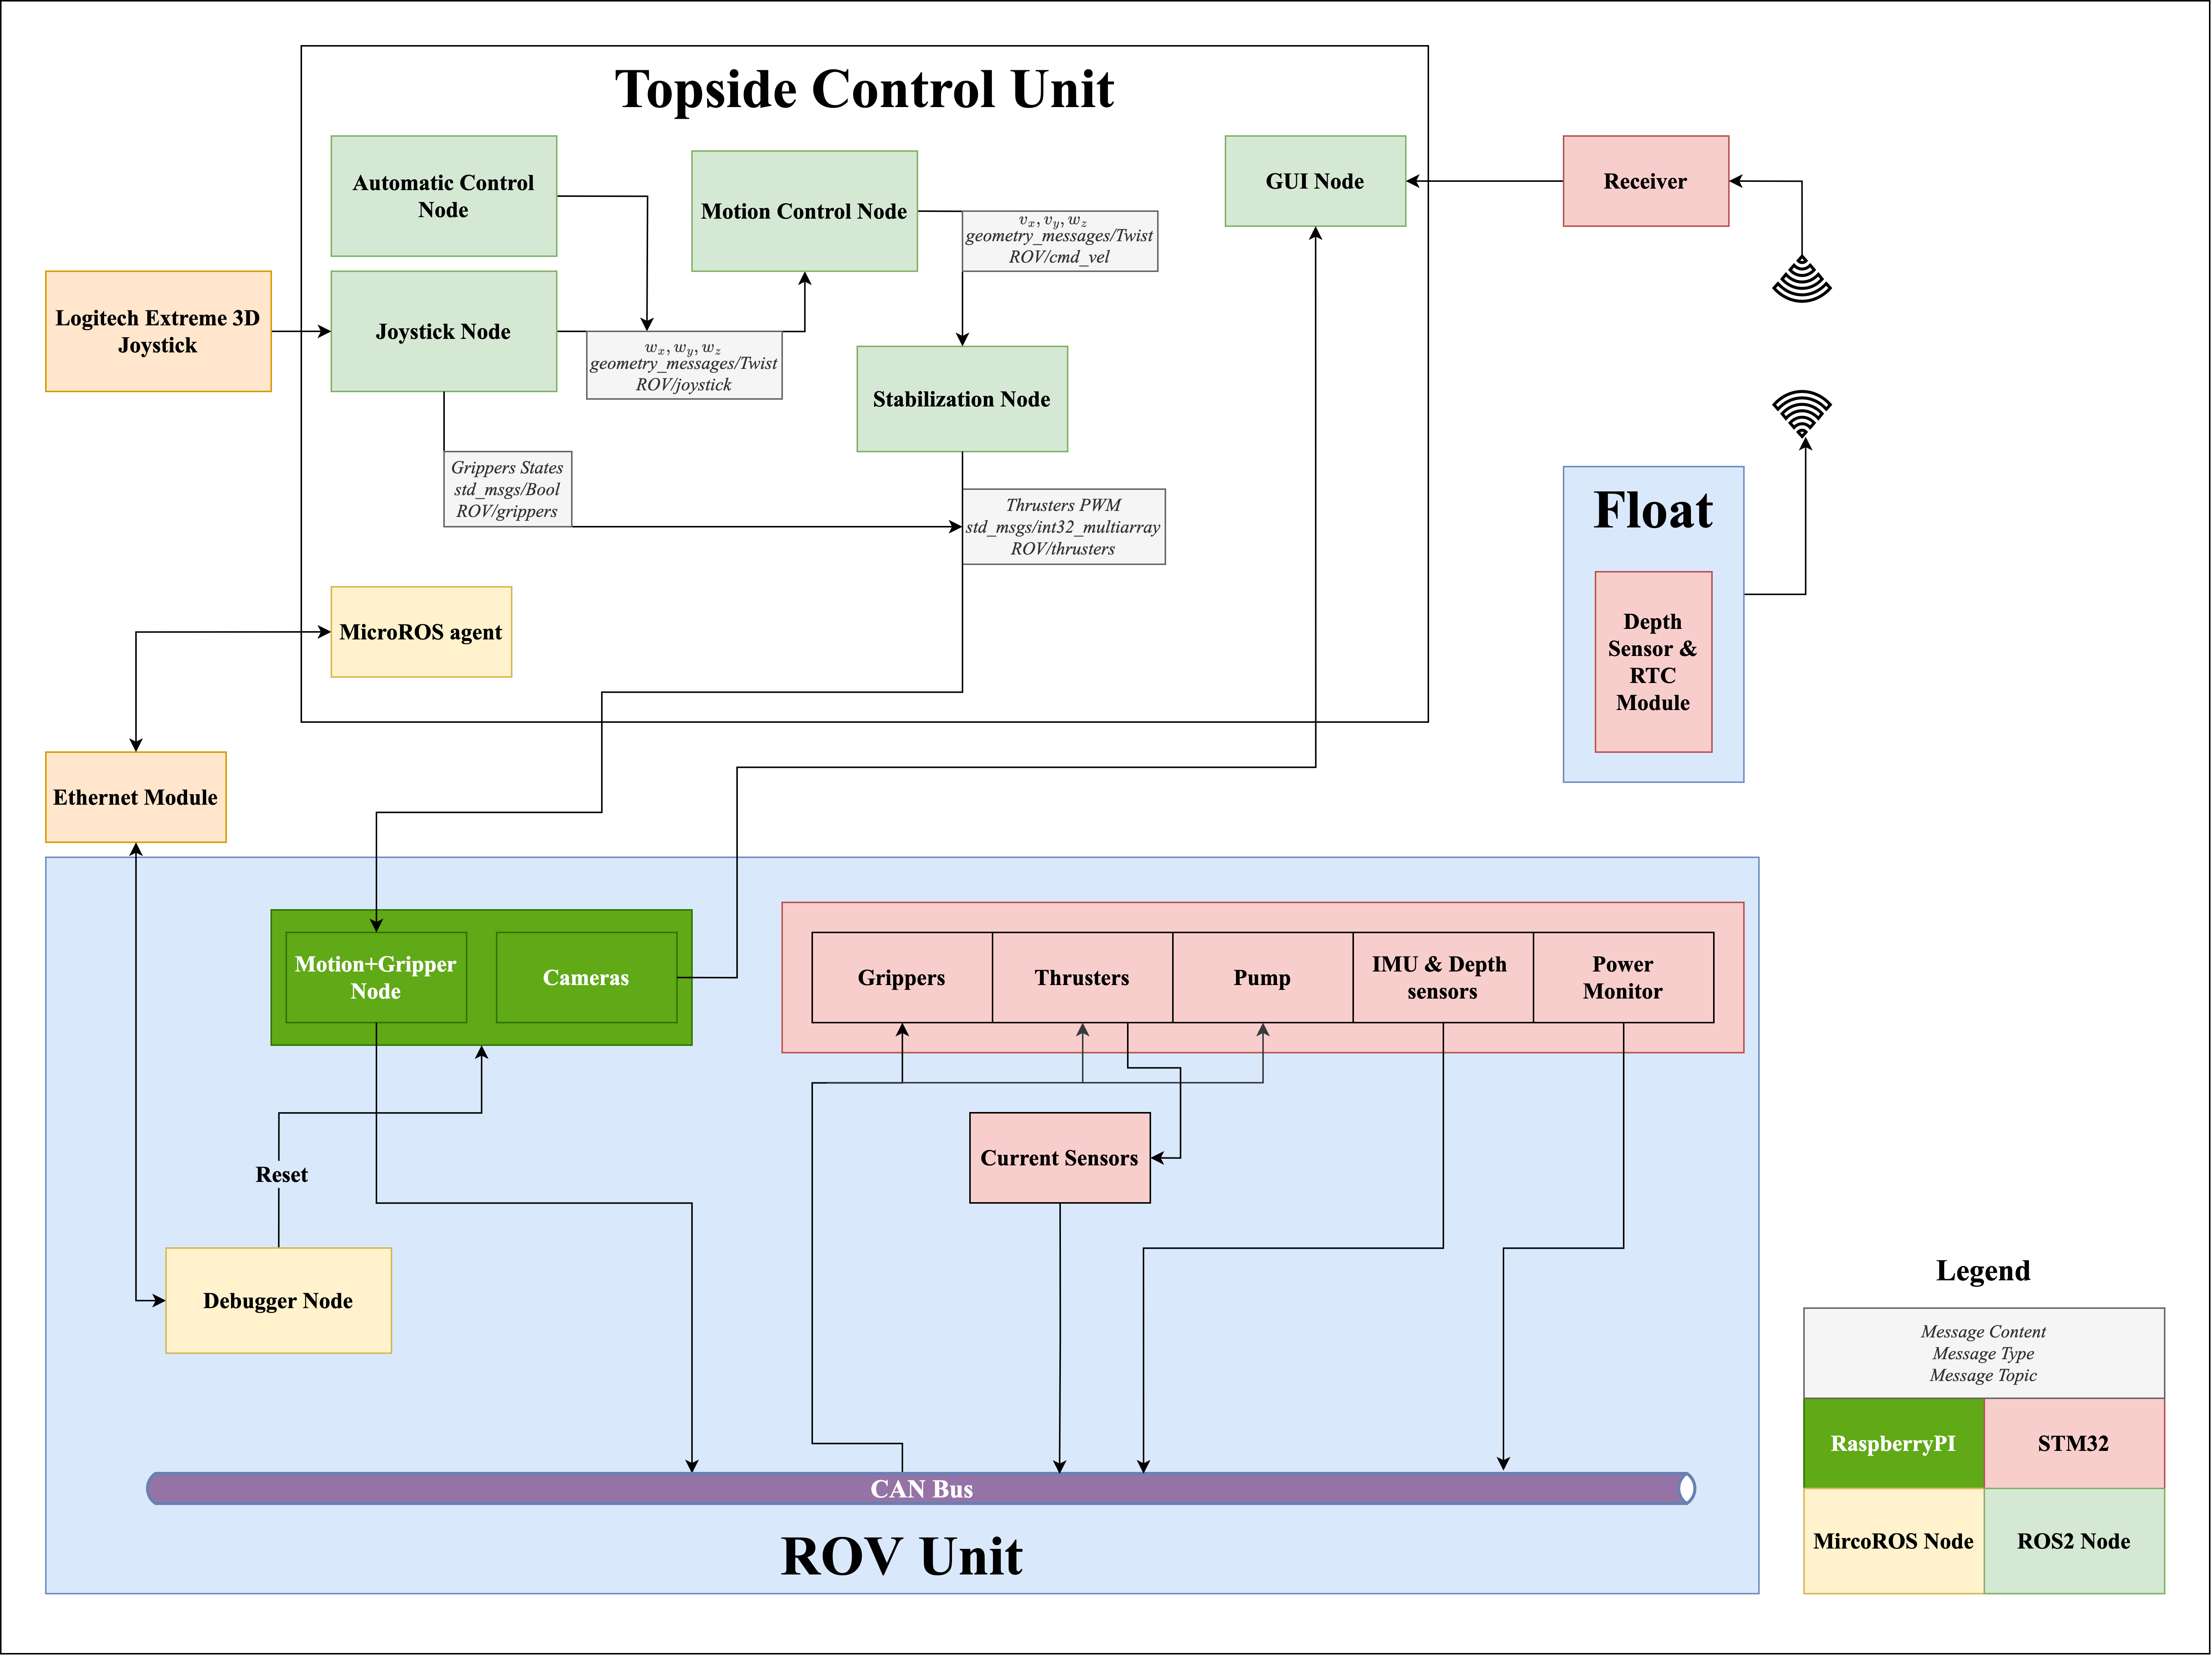 Topside Control Unit
Automatic Control
Node
Motion Control Node
GUI Node
Receiver
v_x, v_y, w_z
geometry_messages/Twist
ROV/cmd_vel
Logitech Extreme 3D
Joystick
Joystick Node
w_x, w_y, w_z
geometry_messages/Twist
ROV/joystick
Stabilization Node
Grippers States
std_msgs/Bool
ROV/grippers
Thrusters PWM
std_msgs/int32_multiarray
ROV/thrusters
Float
Depth
Sensor &
RTC
Module
MicroROS agent
Ethernet Module
Motion+Gripper
Node
Cameras
Grippers
Thrusters
Pump
IMU & Depth
sensors
Power
Monitor
Current Sensors
Reset
Debugger Node
CAN Bus
ROV Unit
Legend
Message Content
Message Type
Message Topic
RaspberryPI
STM32
MircoROS Node
ROS2 Node